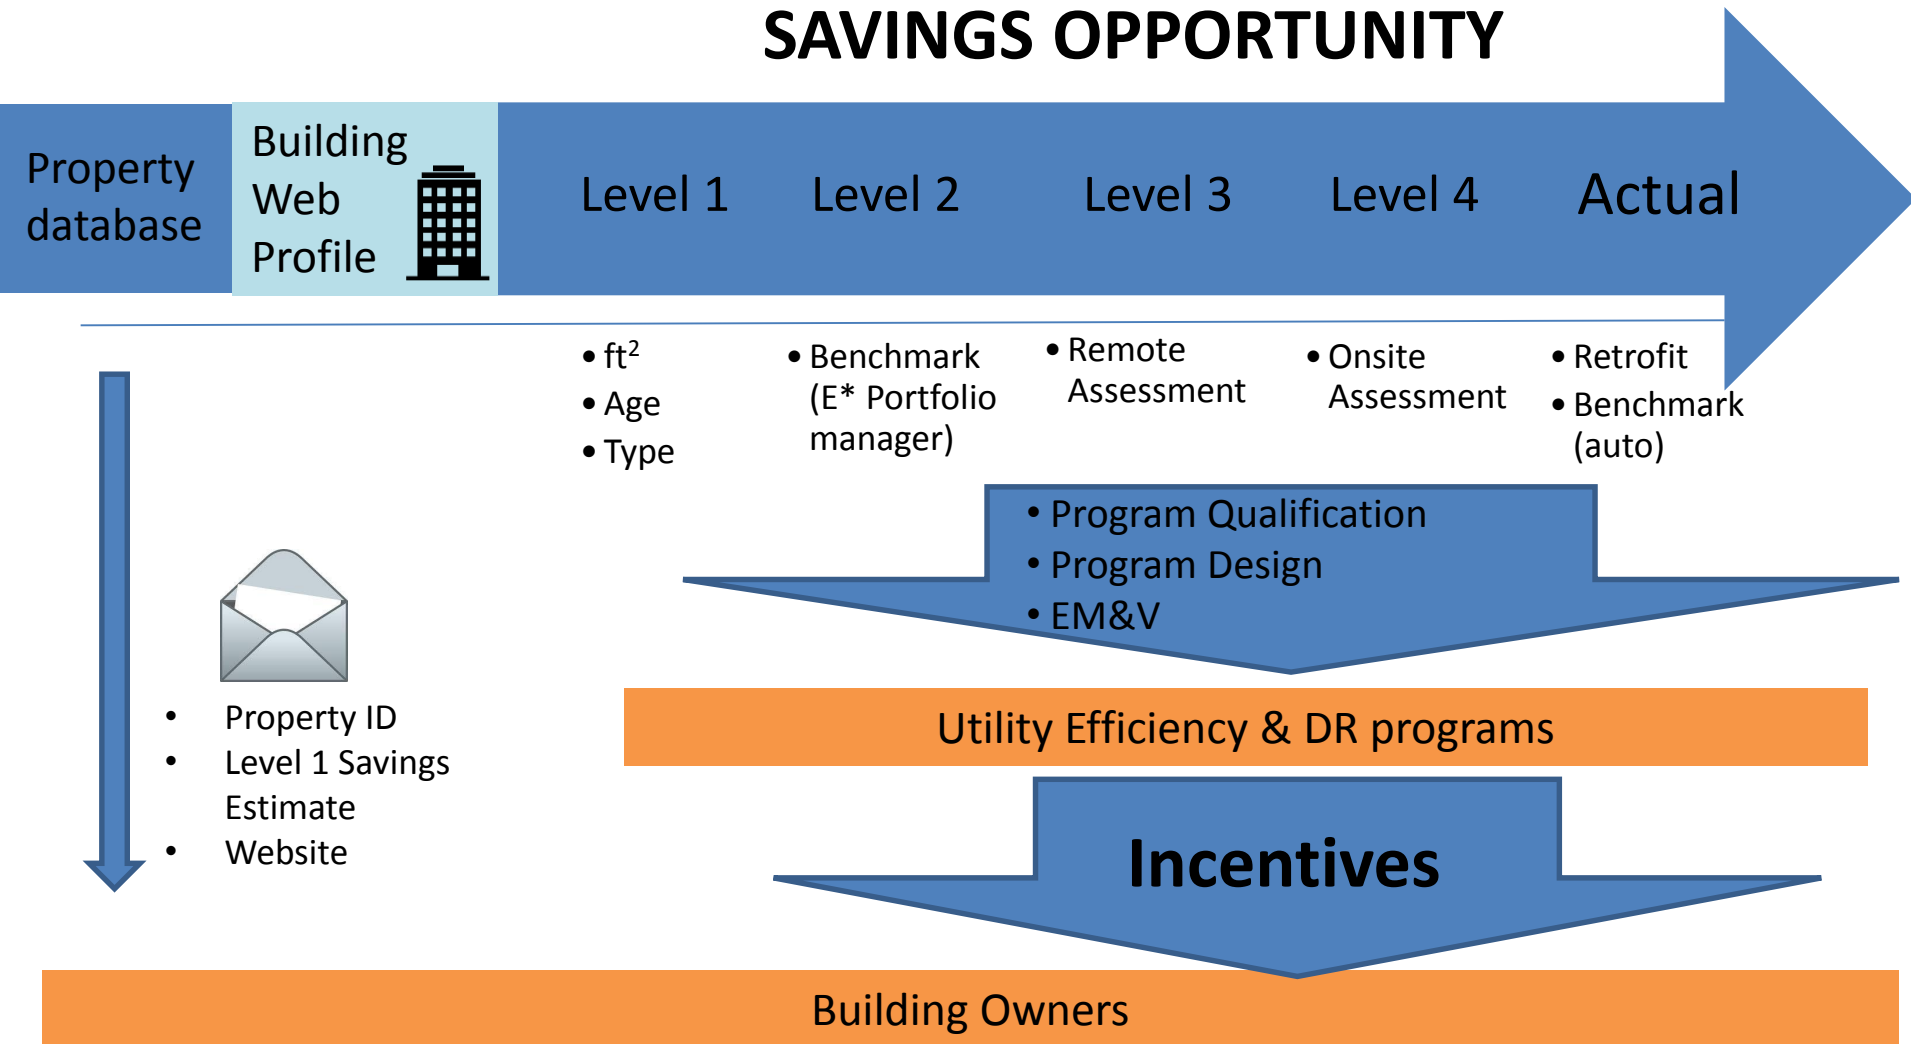 SAVINGS OPPORTUNITY
Property
database
Building
Web
Profile
Level 1
Level 2
Level 3
Level 4
Actual
• ft²
• Age
• Type
• Benchmark
(E* Portfolio
manager)
• Remote
Assessment
• Onsite
Assessment
• Retrofit
• Benchmark
(auto)
• Program Qualification
• Program Design
• EM&V
• Property ID
• Level 1 Savings
Estimate
• Website
Utility Efficiency & DR programs
Incentives
Building Owners